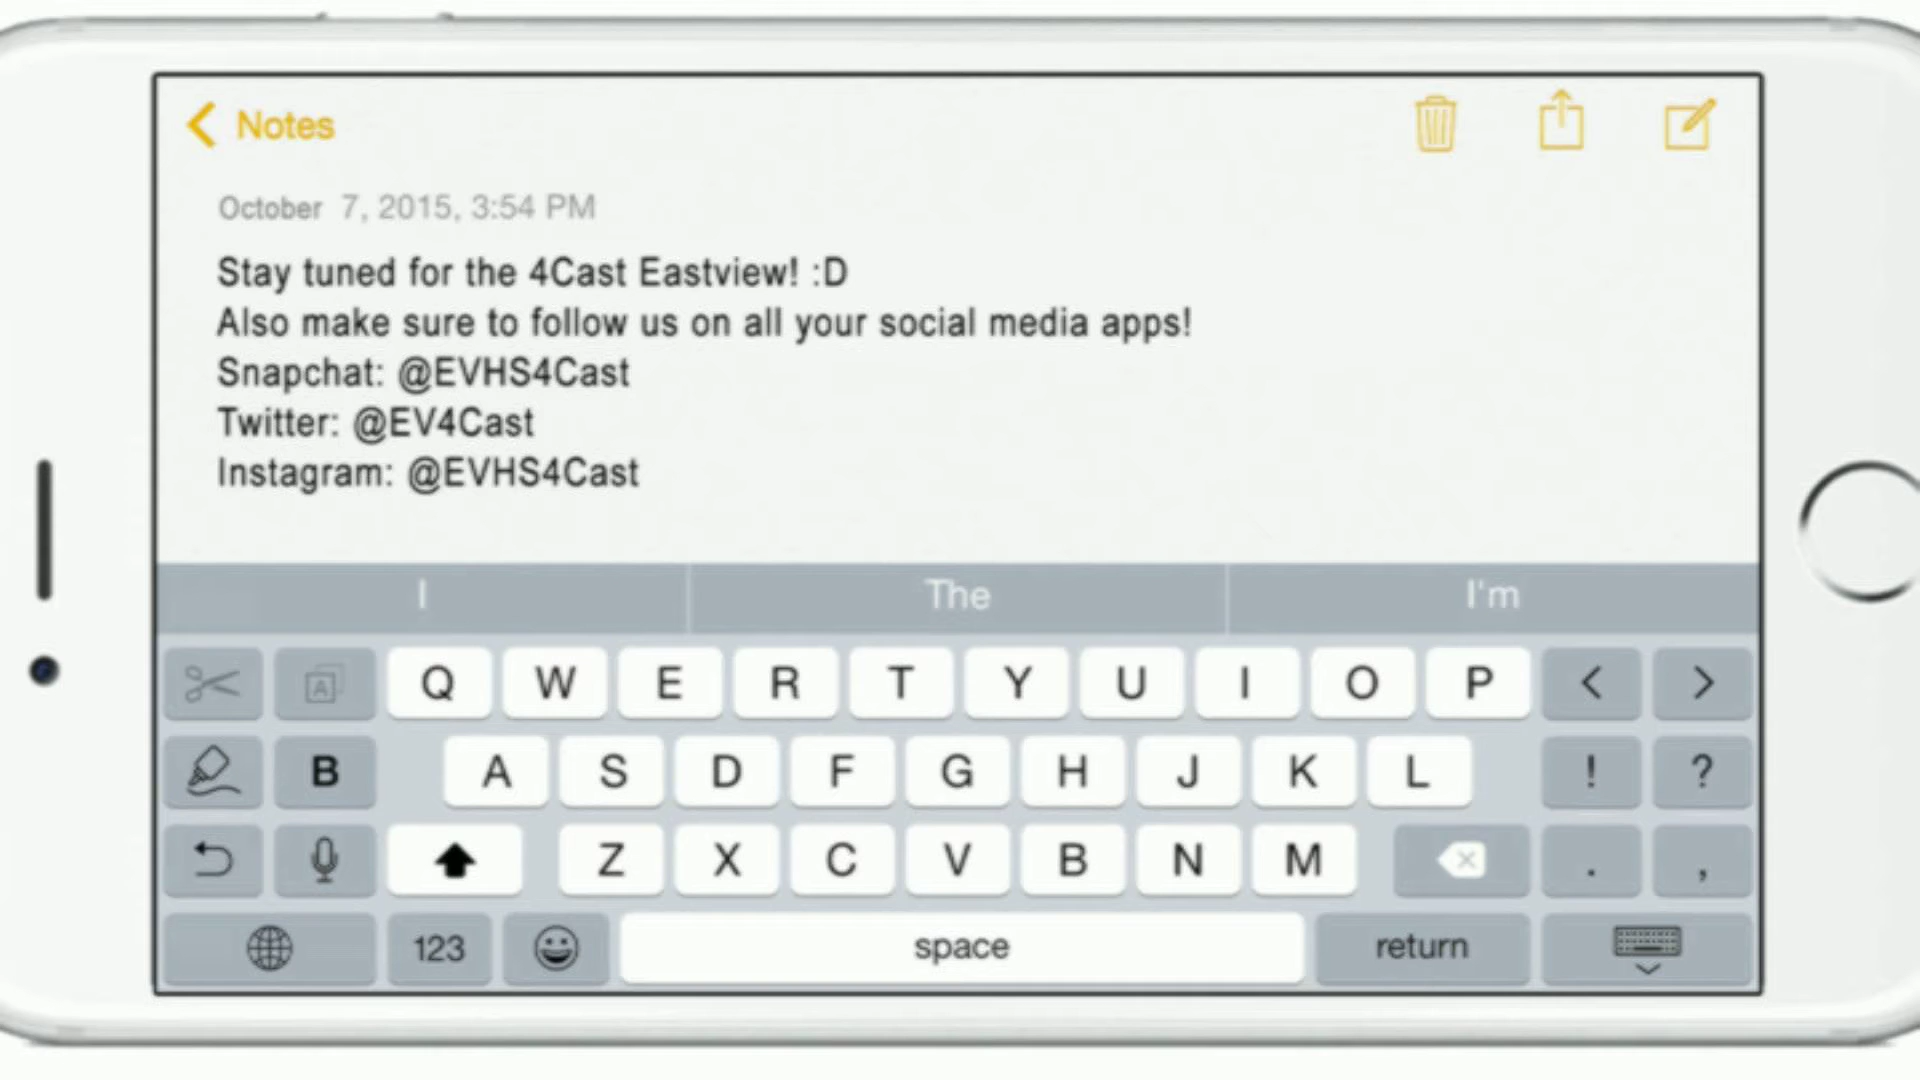 Notes
October 7, 2015, 3:54 PM
Stay tuned for the 4Cast Eastview! :D
Also make sure to follow us on all your social media apps!
Snapchat: @EVHS4Cast
Twitter: @EV4Cast
Instagram: @EVHS4Cast
I The I'm
A Q W E R T Y U I O P < >
B A S D F G H J K L ! ?
Z X C V B N M . ,
123 space return